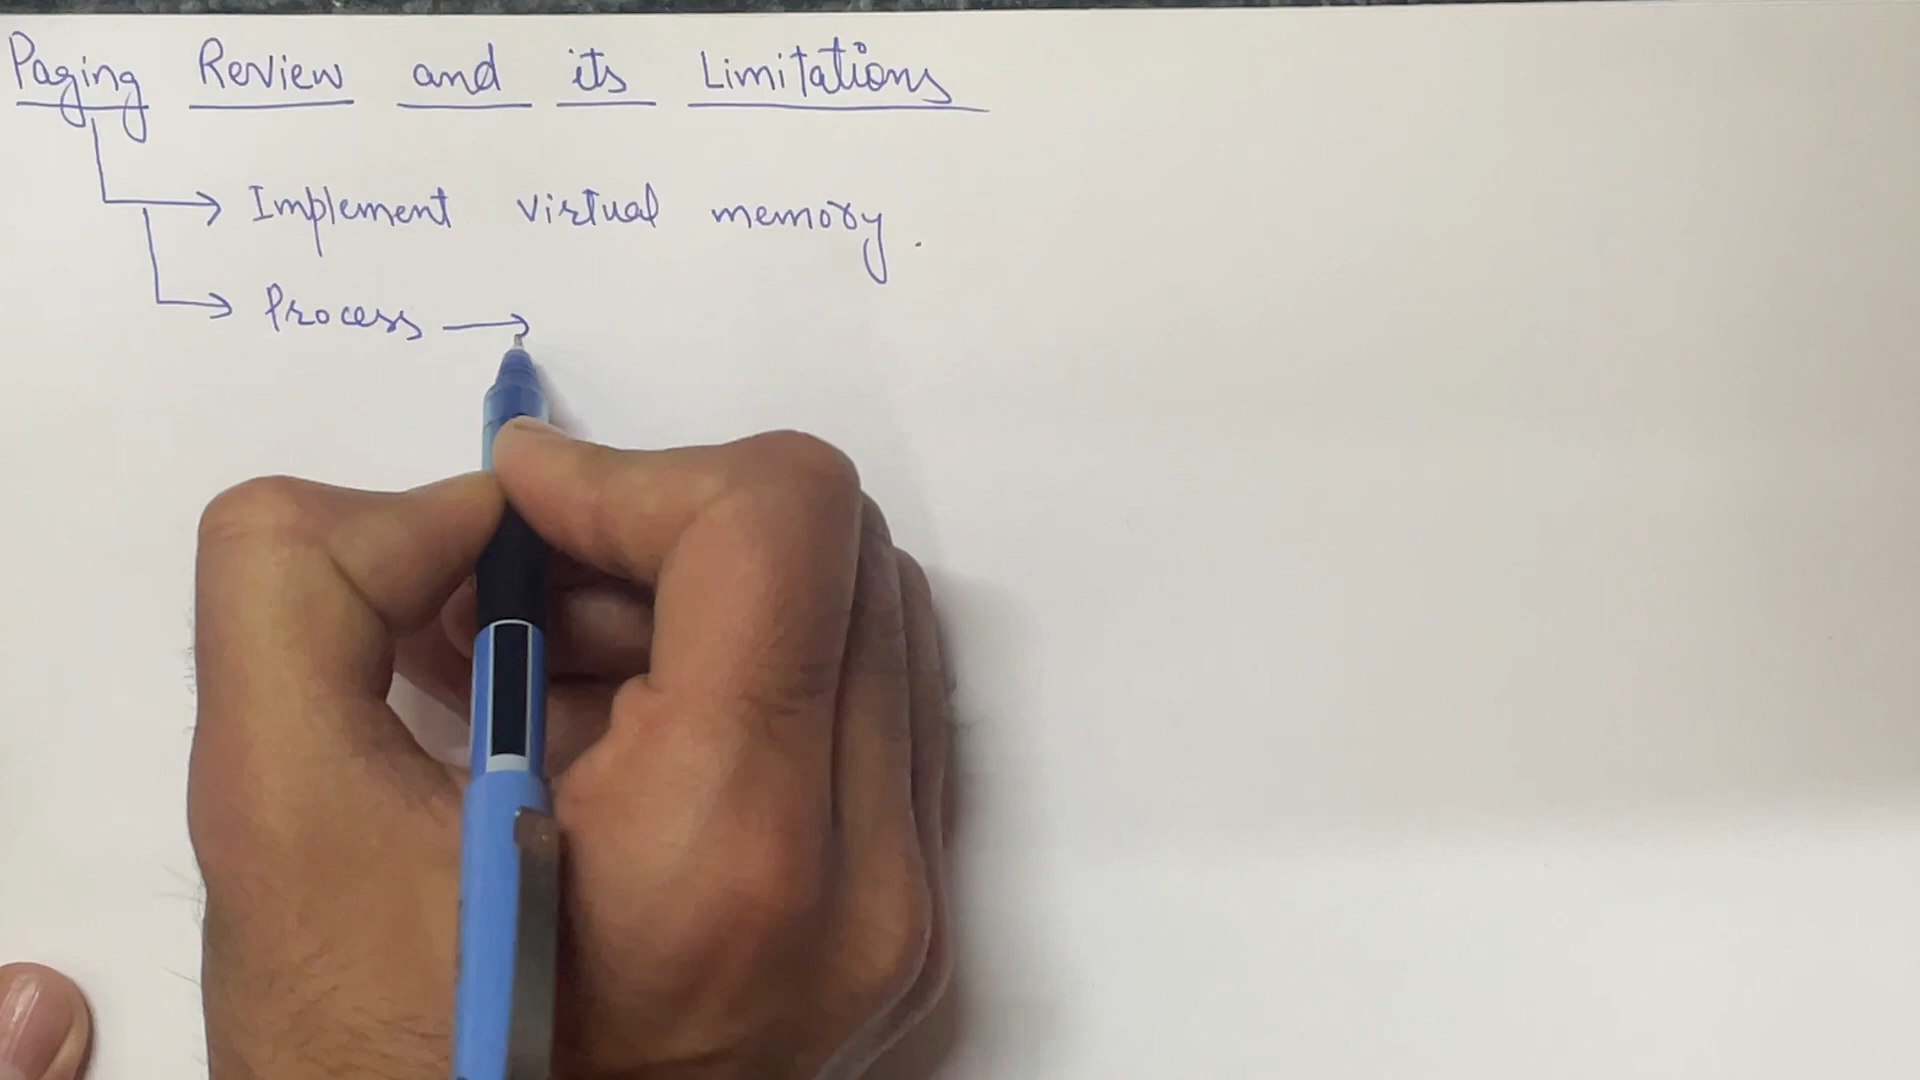 Paging Review and its Limitations
→ Implement virtual memory.
→ Process →